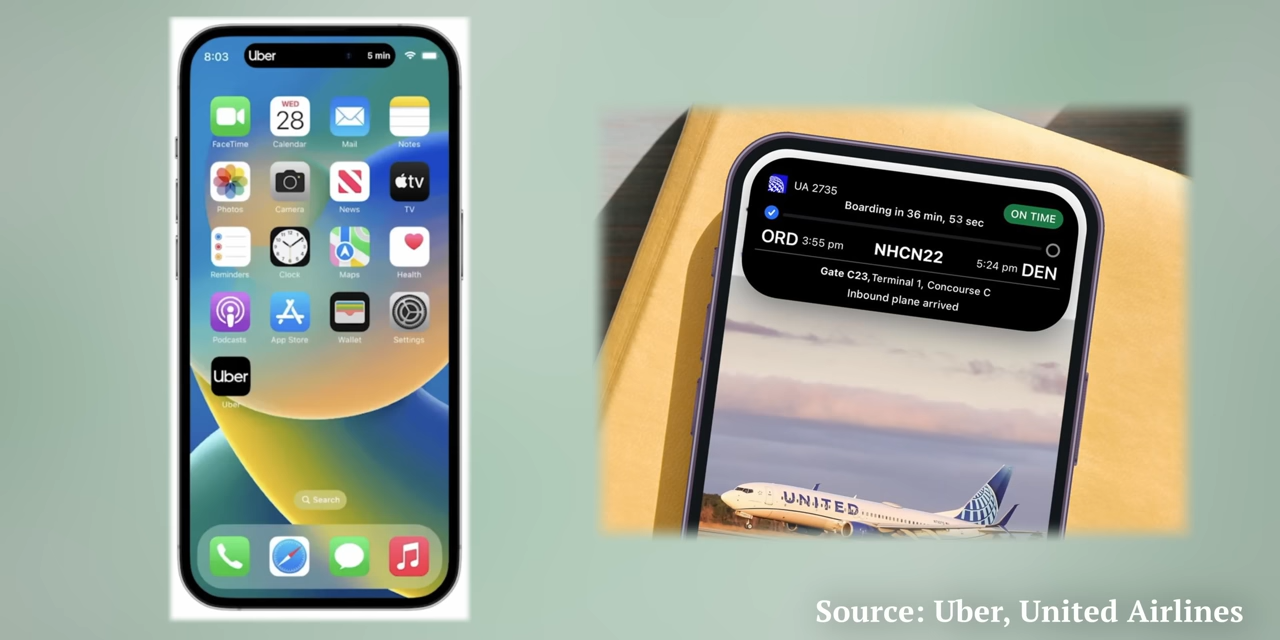 8:03 Uber 5 min
WED
28
FaceTime Calendar Mail Notes
tv
Photos Camera News TV
Reminders Clock Maps Health
Podcasts App Store Wallet Settings
Uber
Uber
Search
UA 2735
Boarding in 36 min, 53 sec
ON TIME
ORD 3:55 pm NHCN22 5:24 pm DEN
Gate C23, Terminal 1, Concourse C
Inbound plane arrived
UNITED
Source: Uber, United Airlines